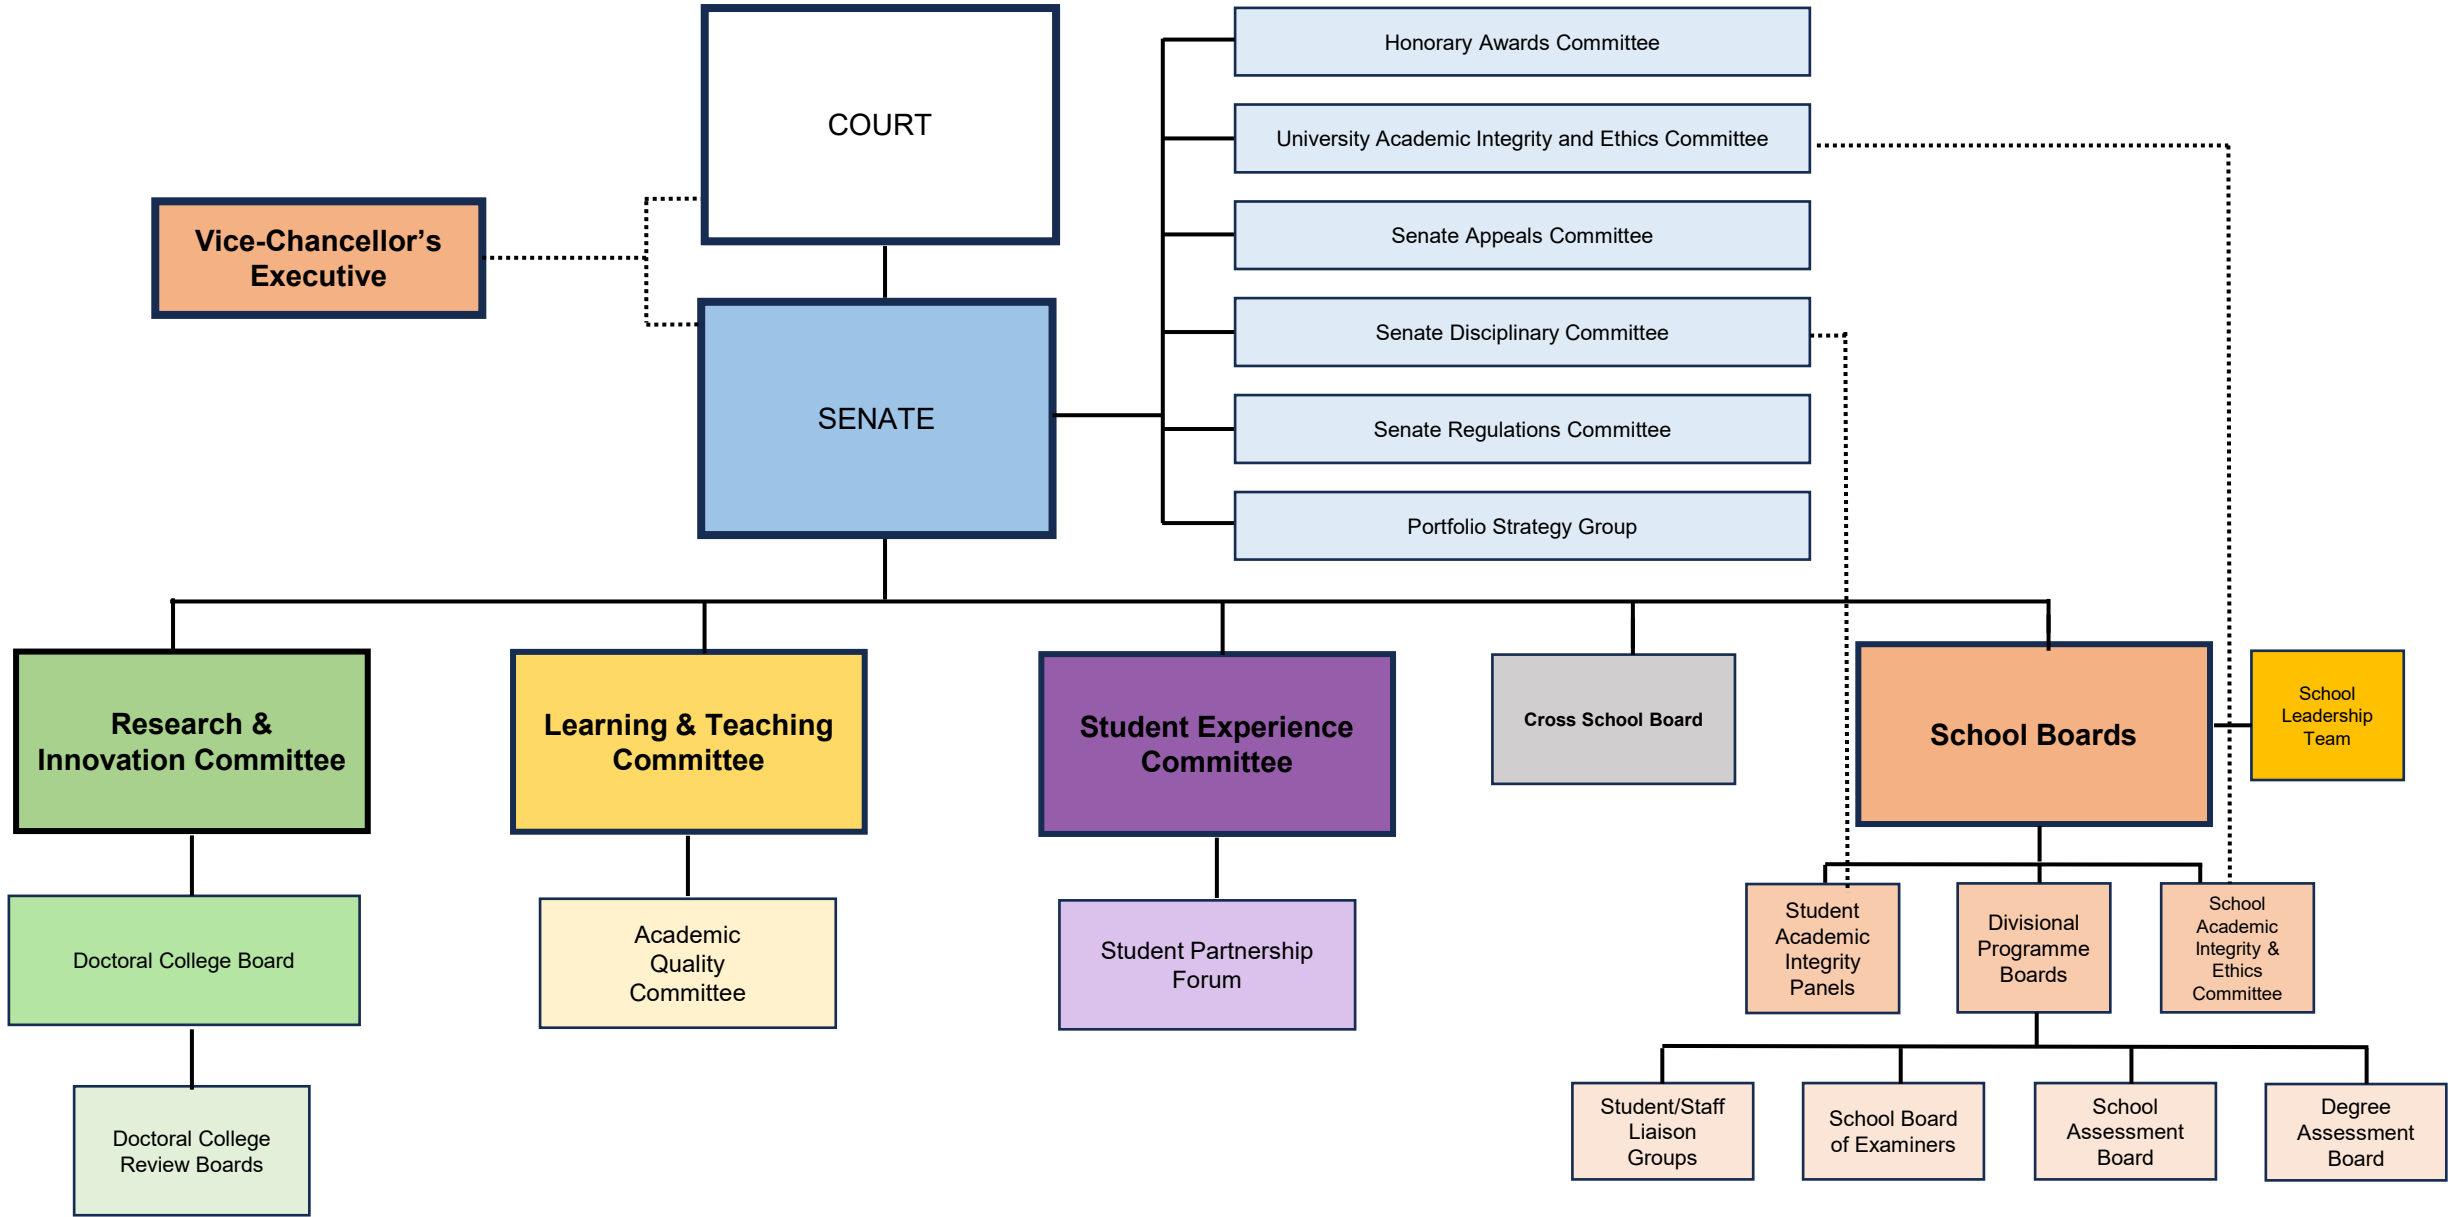 COURT
Vice-Chancellor’s
Executive
SENATE
Honorary Awards Committee
University Academic Integrity and Ethics Committee
Senate Appeals Committee
Senate Disciplinary Committee
Senate Regulations Committee
Portfolio Strategy Group
Research &
Innovation Committee
Learning & Teaching
Committee
Student Experience
Committee
Cross School Board
School Boards
School
Leadership
Team
Doctoral College Board
Academic
Quality
Committee
Student Partnership
Forum
Student
Academic
Integrity
Panels
Divisional
Programme
Boards
School
Academic
Integrity &
Ethics
Committee
Doctoral College
Review Boards
Student/Staff
Liaison
Groups
School Board
of Examiners
School
Assessment
Board
Degree
Assessment
Board